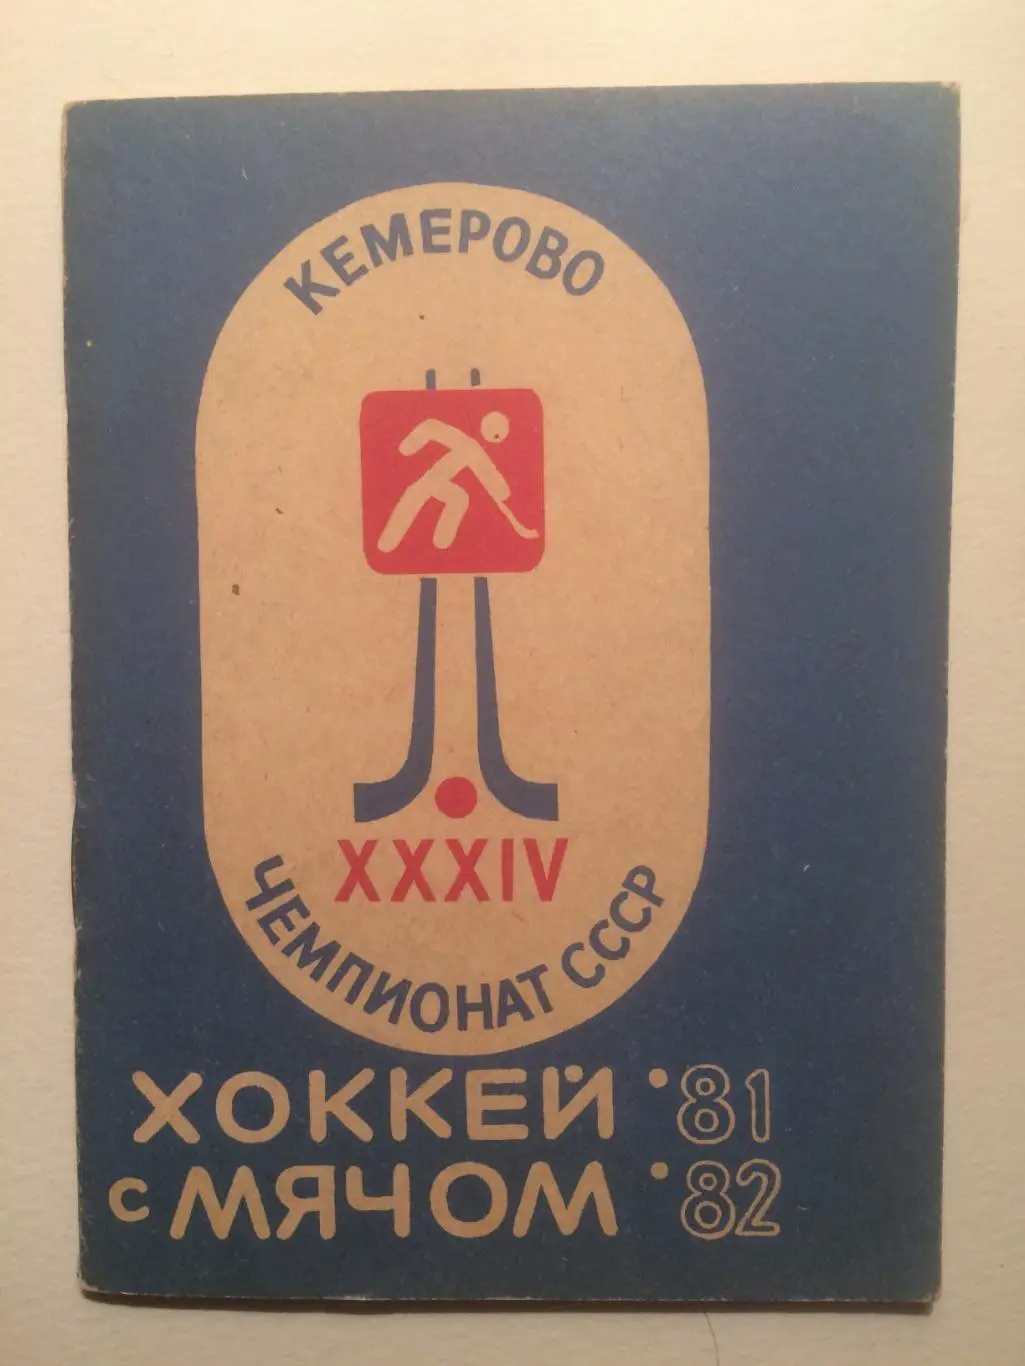 КЕМЕРОВО
XXXIV
ЧЕМПИОНАТ СССР
ХОККЕЙ '81
с МЯЧОМ '82